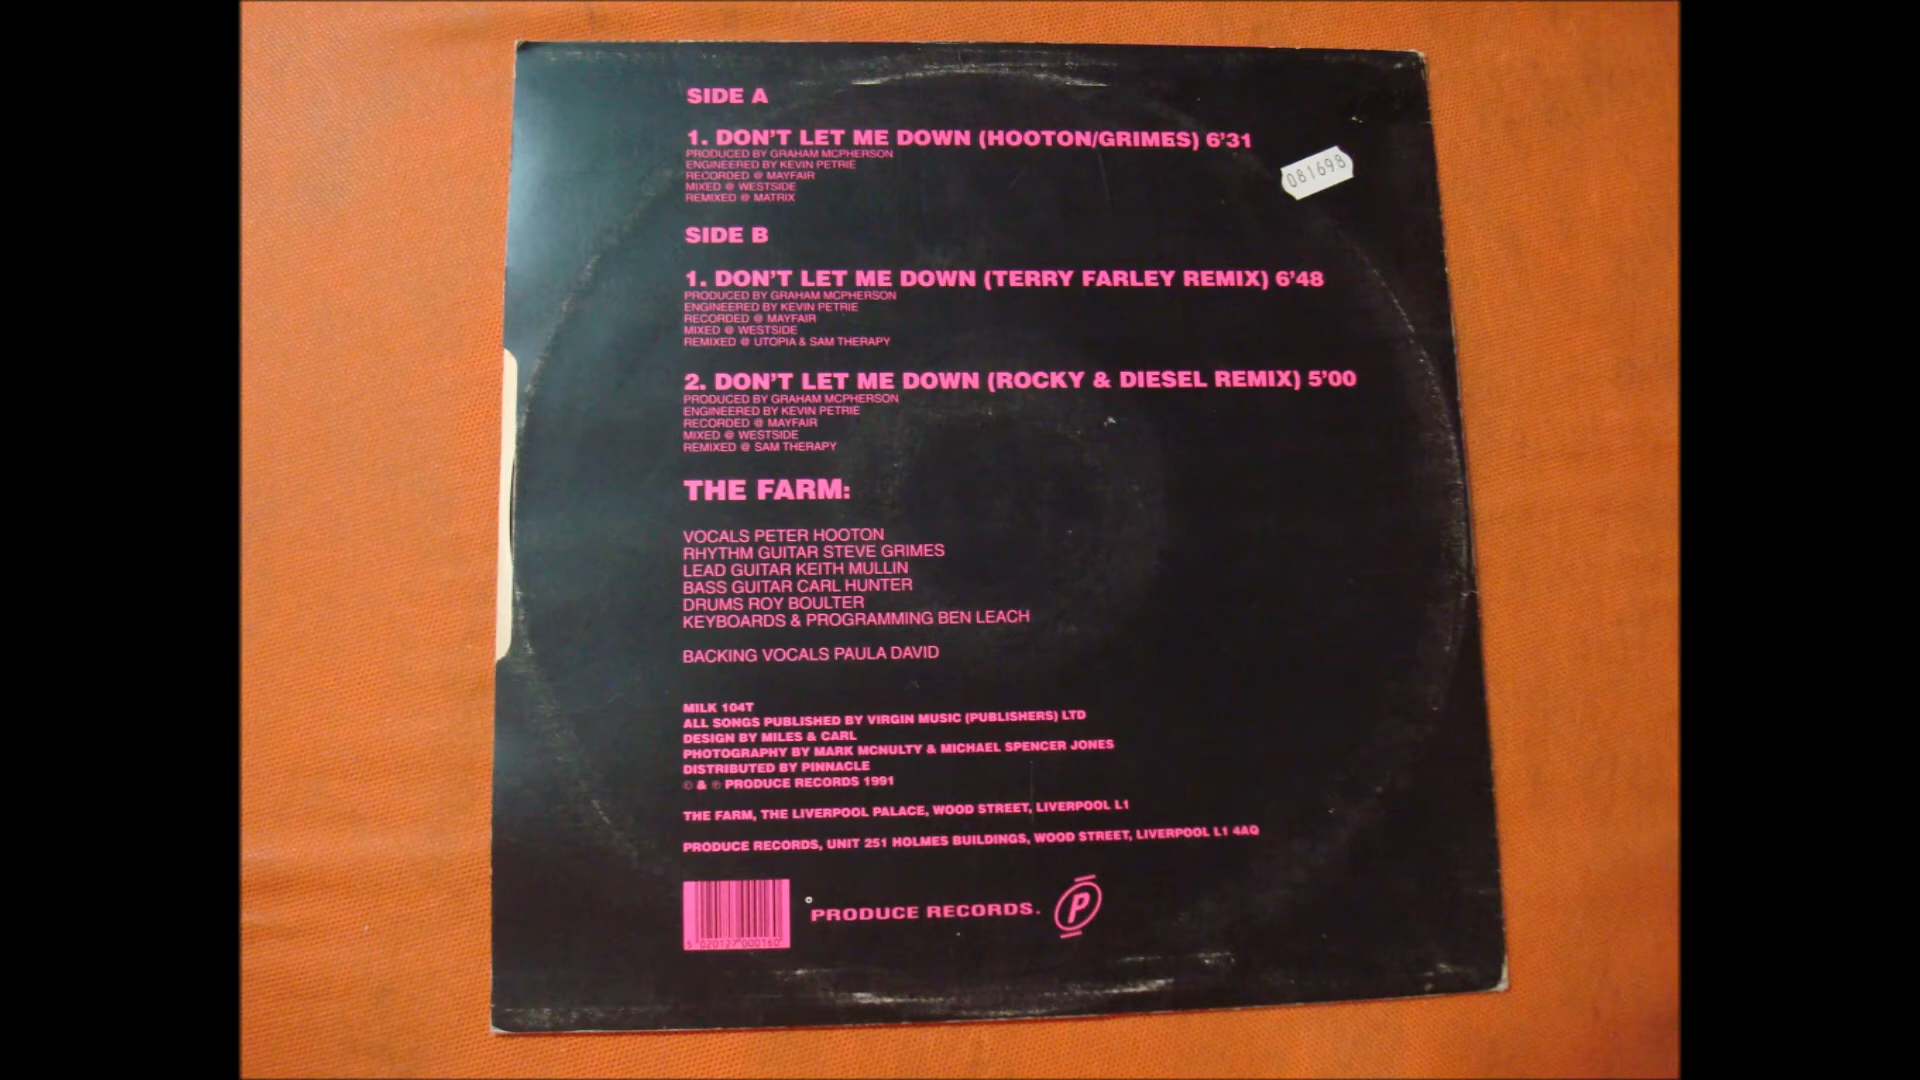 SIDE A
1. DON'T LET ME DOWN (HOOTON/GRIMES) 6'31
PRODUCED BY GRAHAM MCPHERSON
ENGINEERED BY KEVIN PETRIE
RECORDED @ MAYFAIR
MIXED @ WESTSIDE
REMIXED @ MATRIX
081698
SIDE B
1. DON'T LET ME DOWN (TERRY FARLEY REMIX) 6'48
PRODUCED BY GRAHAM MCPHERSON
ENGINEERED BY KEVIN PETRIE
RECORDED @ MAYFAIR
MIXED @ WESTSIDE
REMIXED @ UTOPIA & SAM THERAPY
2. DON'T LET ME DOWN (ROCKY & DIESEL REMIX) 5'00
PRODUCED BY GRAHAM MCPHERSON
ENGINEERED BY KEVIN PETRIE
RECORDED @ MAYFAIR
MIXED @ WESTSIDE
REMIXED @ SAM THERAPY
THE FARM:
VOCALS PETER HOOTON
RHYTHM GUITAR STEVE GRIMES
LEAD GUITAR KEITH MULLIN
BASS GUITAR CARL HUNTER
DRUMS ROY BOULTER
KEYBOARDS & PROGRAMMING BEN LEACH
BACKING VOCALS PAULA DAVID
MILK 104T
ALL SONGS PUBLISHED BY VIRGIN MUSIC (PUBLISHERS) LTD
DESIGN BY MILES & CARL
PHOTOGRAPHY BY MARK MCNULTY & MICHAEL SPENCER JONES
DISTRIBUTED BY PINNACLE
© & ℗ PRODUCE RECORDS 1991
THE FARM, THE LIVERPOOL PALACE, WOOD STREET, LIVERPOOL L1
PRODUCE RECORDS, UNIT 251 HOLMES BUILDINGS, WOOD STREET, LIVERPOOL L1 4AQ
5 020127 000160
PRODUCE RECORDS.
P